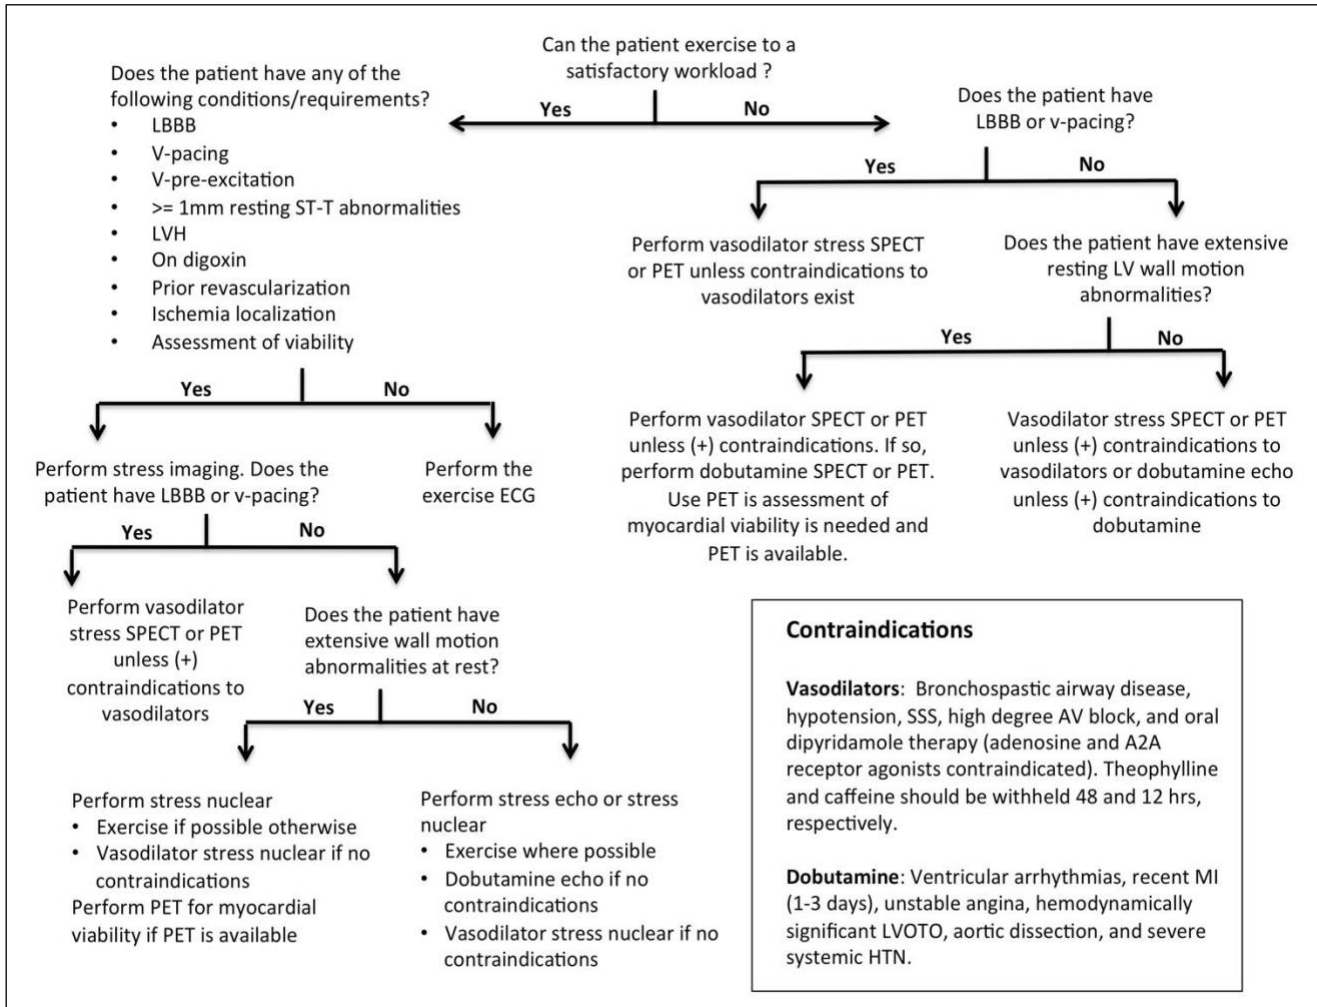 Can the patient exercise to a
satisfactory workload ?
Yes
No
Does the patient have any of the
following conditions/requirements?
• LBBB
• V-pacing
• V-pre-excitation
• >= 1mm resting ST-T abnormalities
• LVH
• On digoxin
• Prior revascularization
• Ischemia localization
• Assessment of viability
Yes
No
Perform stress imaging. Does the
patient have LBBB or v-pacing?
Perform the
exercise ECG
Yes
No
Perform vasodilator
stress SPECT or PET
unless (+)
contraindications to
vasodilators
Does the patient have
extensive wall motion
abnormalities at rest?
Yes
No
Perform stress nuclear
• Exercise if possible otherwise
• Vasodilator stress nuclear if no
contraindications
Perform PET for myocardial
viability if PET is available
Perform stress echo or stress
nuclear
• Exercise where possible
• Dobutamine echo if no
contraindications
• Vasodilator stress nuclear if no
contraindications
Does the patient have
LBBB or v-pacing?
Yes
No
Perform vasodilator stress SPECT
or PET unless contraindications to
vasodilators exist
Does the patient have extensive
resting LV wall motion
abnormalities?
Yes
No
Perform vasodilator SPECT or PET
unless (+) contraindications. If so,
perform dobutamine SPECT or PET.
Use PET is assessment of
myocardial viability is needed and
PET is available.
Vasodilator stress SPECT or PET
unless (+) contraindications to
vasodilators or dobutamine echo
unless (+) contraindications to
dobutamine
Contraindications
Vasodilators: Bronchospastic airway disease,
hypotension, SSS, high degree AV block, and oral
dipyridamole therapy (adenosine and A2A
receptor agonists contraindicated). Theophylline
and caffeine should be withheld 48 and 12 hrs,
respectively.
Dobutamine: Ventricular arrhythmias, recent MI
(1-3 days), unstable angina, hemodynamically
significant LVOTO, aortic dissection, and severe
systemic HTN.